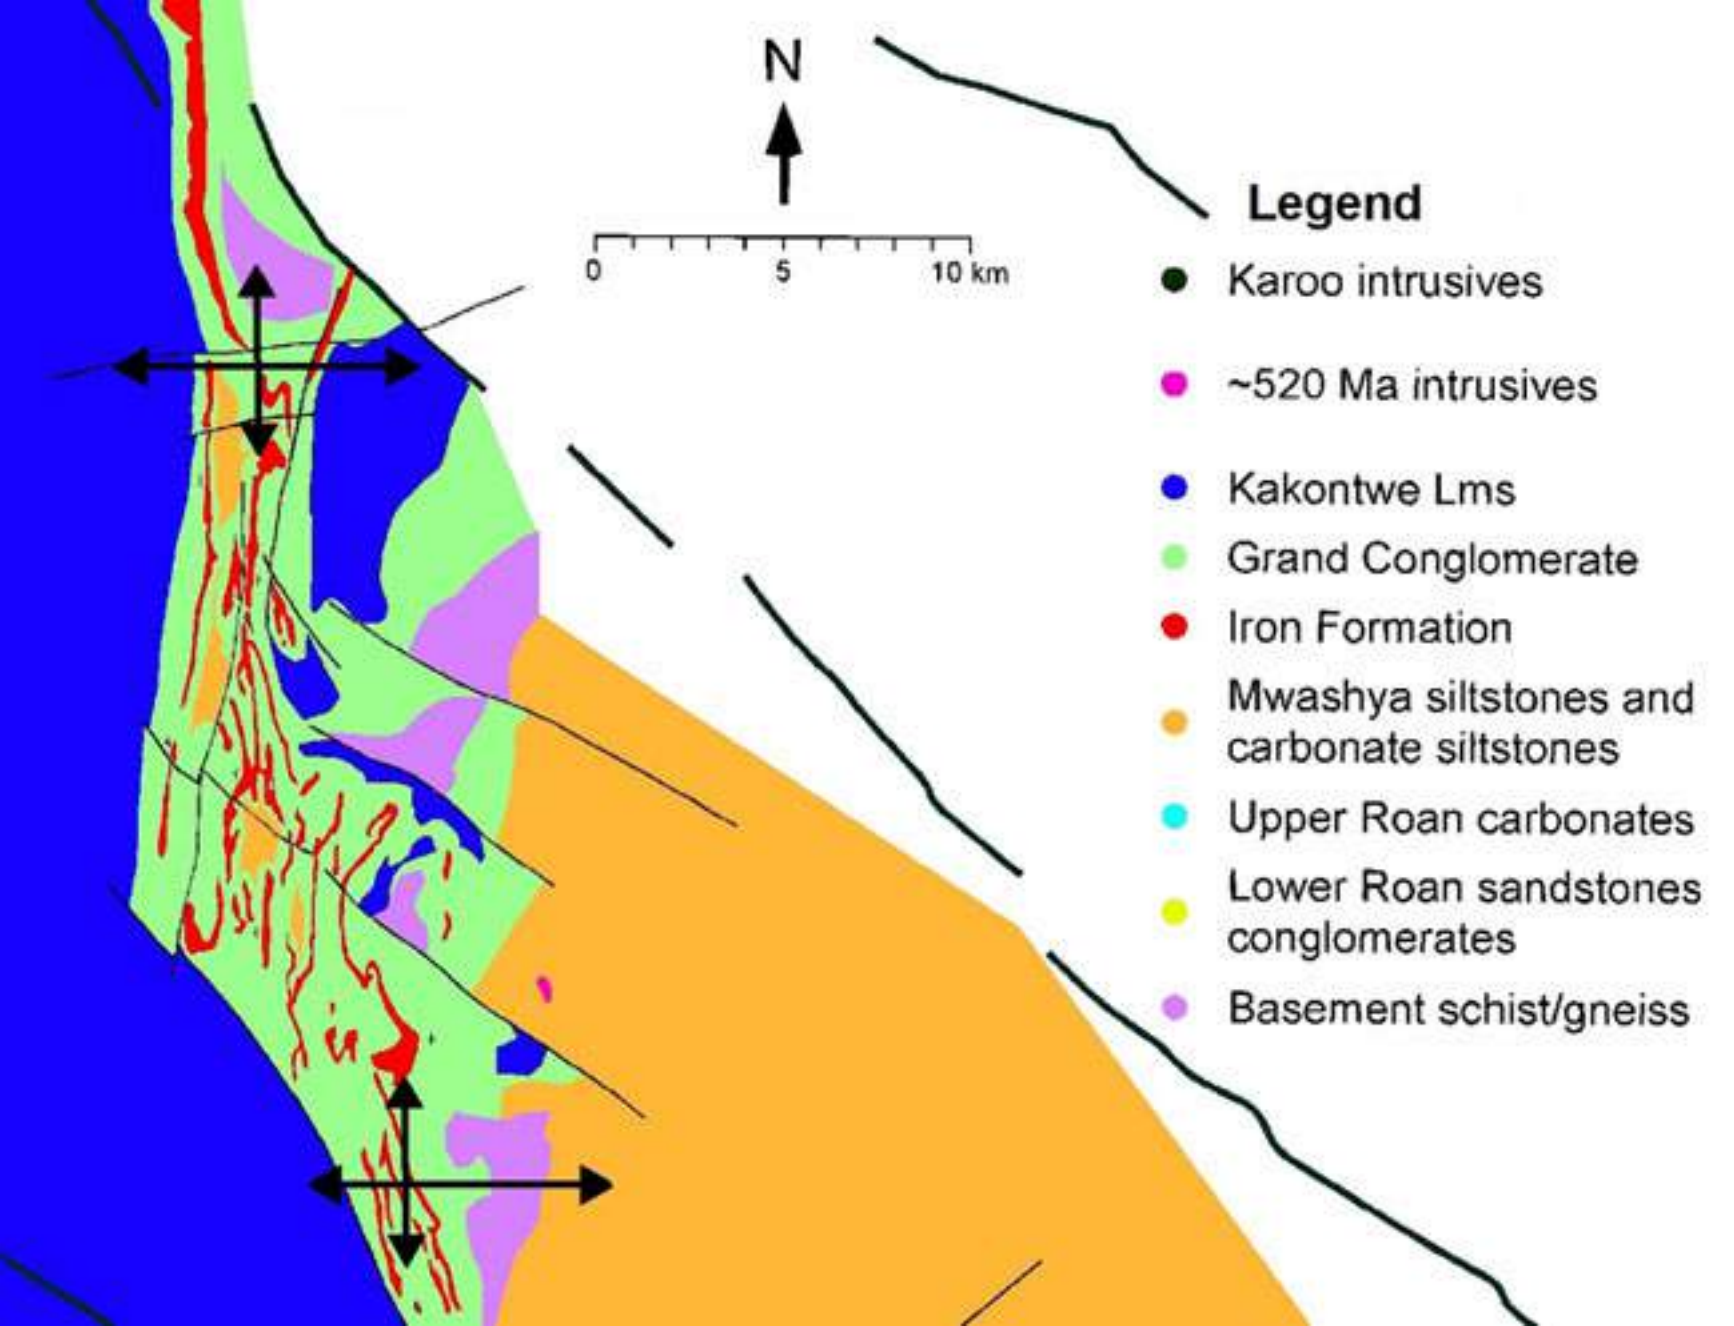 N
0 5 10 km
Legend
Karoo intrusives
~520 Ma intrusives
Kakontwe Lms
Grand Conglomerate
Iron Formation
Mwashya siltstones and
carbonate siltstones
Upper Roan carbonates
Lower Roan sandstones
conglomerates
Basement schist/gneiss